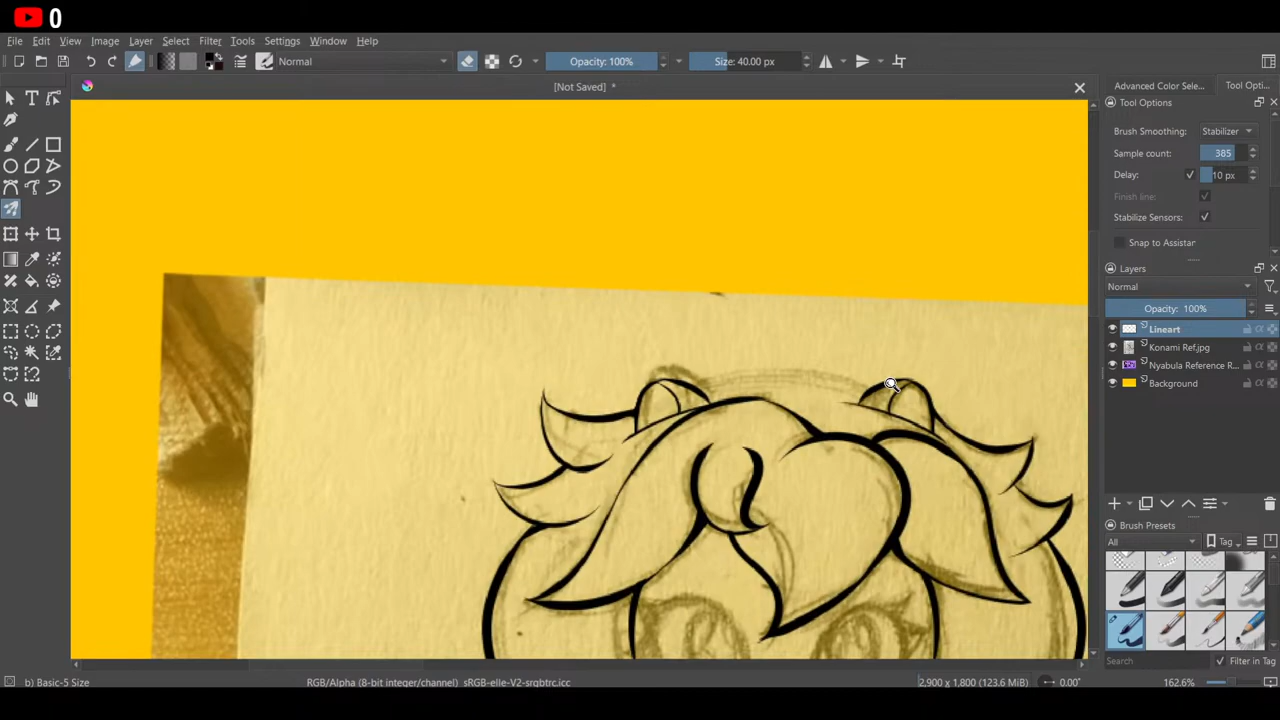 0
File Edit View Image Layer Select Filter Tools Settings Window Help
Normal
Opacity: 100%
Size: 40.00 px
[Not Saved] *
Advanced Color Sele...
Tool Opti...
Tool Options
Brush Smoothing: Stabilizer
Sample count: 385
Delay: 10 px
Finish line:
Stabilize Sensors:
Snap to Assistar
Layers
Normal
Opacity: 100%
Lineart
Konami Ref.jpg
Nyabula Reference R...
Background
Brush Presets
All
Tag
Search
Filter in Tag
b) Basic-5 Size
RGB/Alpha (8-bit integer/channel) sRGB-elle-V2-srgbtrc.icc
2,900 x 1,800 (123.6 MiB)
0.00°
162.6%